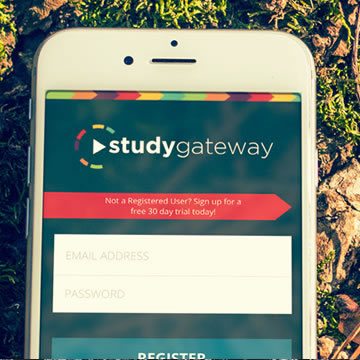 studygateway
Not a Registered User? Sign up for a
free 30 day trial today!
EMAIL ADDRESS
PASSWORD
REGISTER